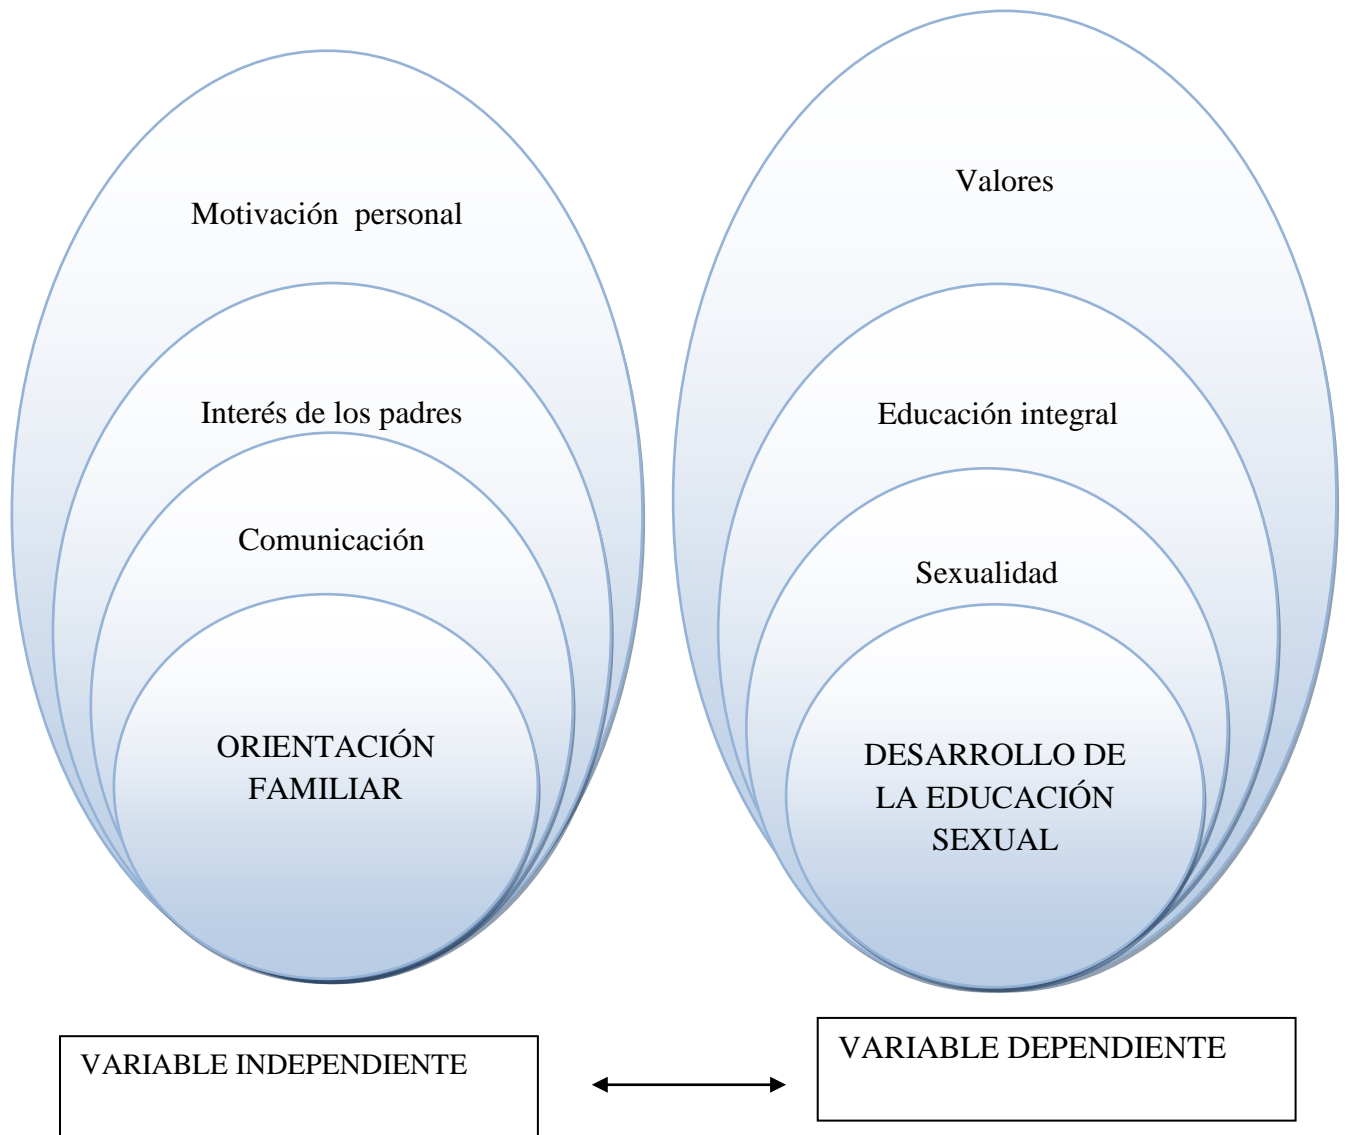 Motivación personal
Interés de los padres
Comunicación
ORIENTACIÓN
FAMILIAR
VARIABLE INDEPENDIENTE
Valores
Educación integral
Sexualidad
DESARROLLO DE
LA EDUCACIÓN
SEXUAL
VARIABLE DEPENDIENTE